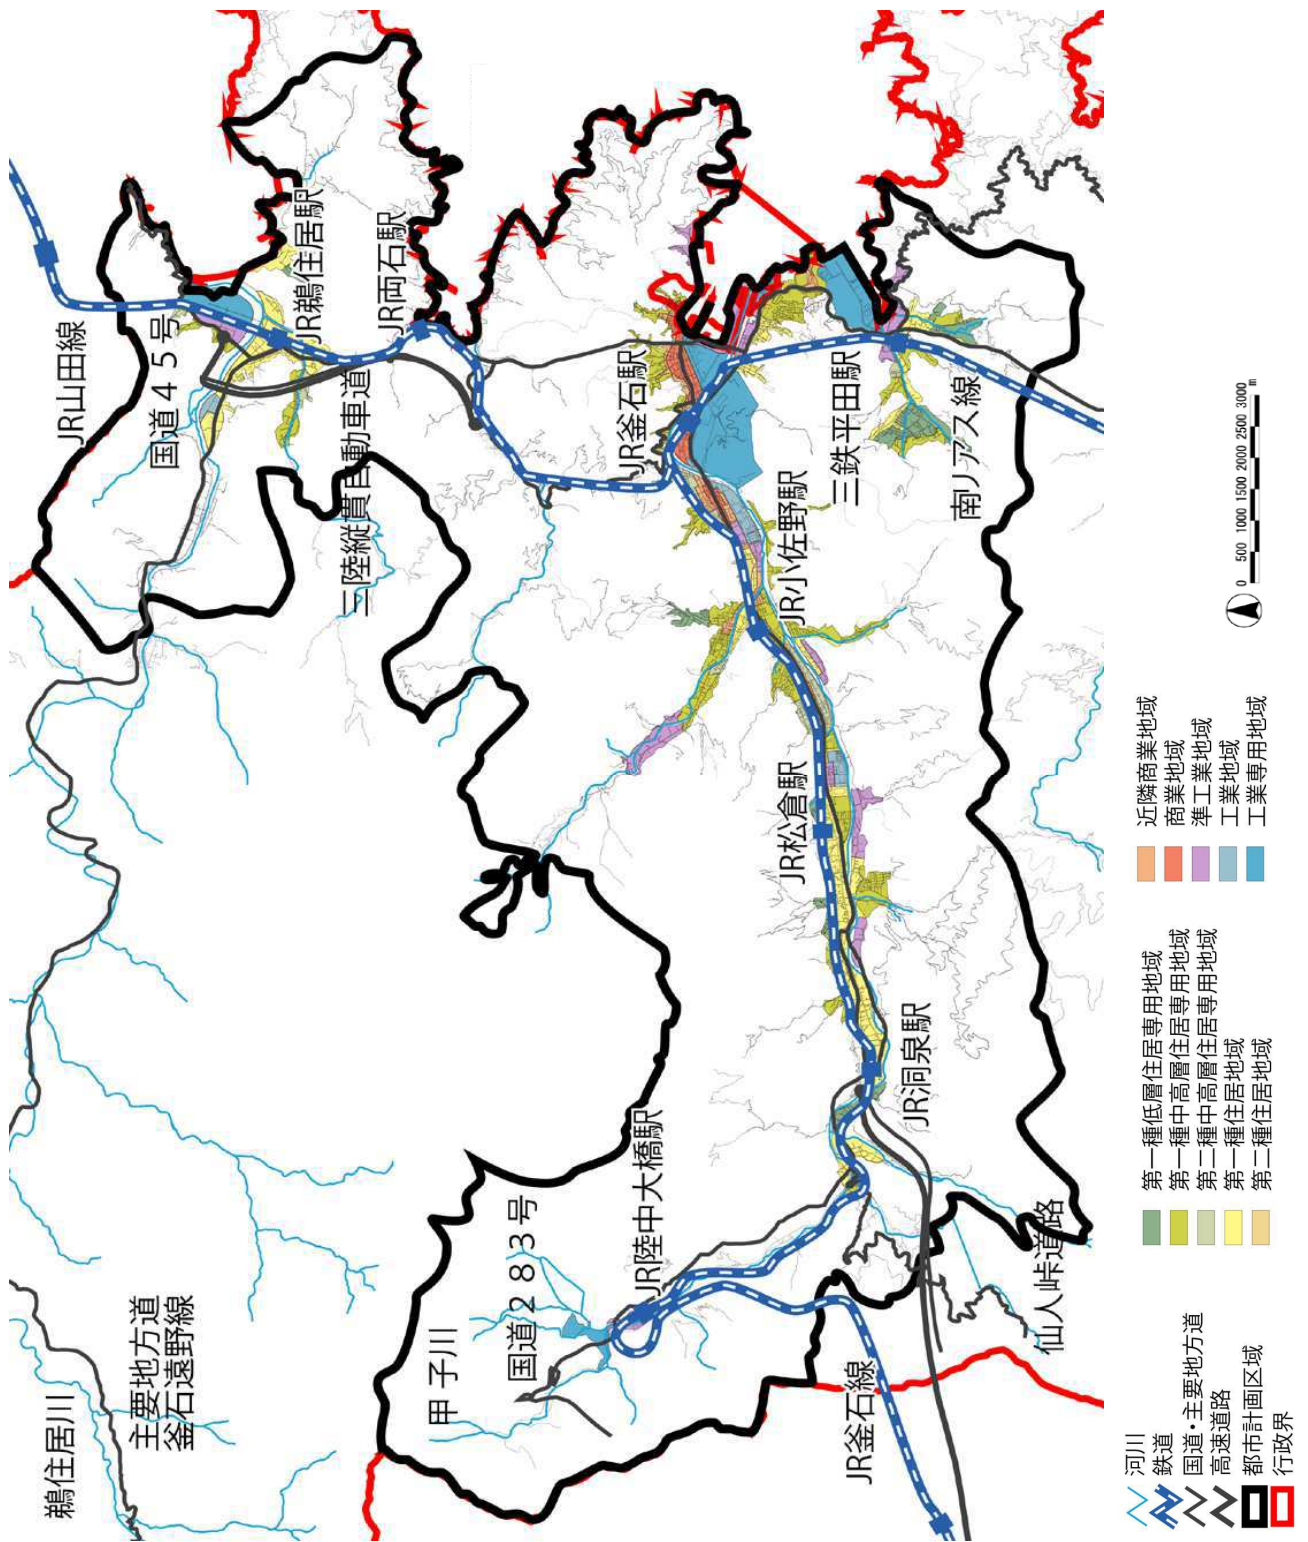 鵜住居川
主要地方道
釜石遠野線
甲子川
国道２８３号
JR陸中大橋駅
JR釜石線
仙人峠道路
JR洞泉駅
JR松倉駅
JR小佐野駅
JR釜石駅
三鉄平田駅
南リアス線
三陸縦貫自動車道
国道４５号
JR山田線
JR鵜住居駅
JR両石駅
河川
鉄道
国道・主要地方道
高速道路
都市計画区域
行政界
第一種低層住居専用地域
第一種中高層住居専用地域
第二種中高層住居専用地域
第一種住居地域
第二種住居地域
近隣商業地域
商業地域
準工業地域
工業地域
工業専用地域
0 500 1000 1500 2000 2500 3000 m